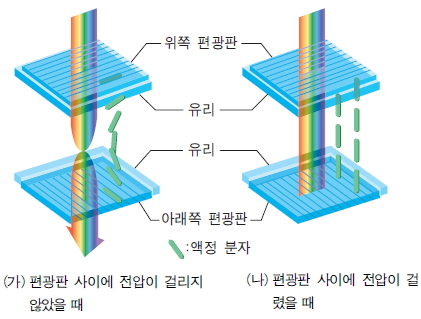 위쪽 편광판
유리
유리
아래쪽 편광판
:액정 분자
(가) 편광판 사이에 전압이 걸리지
않았을 때
(나) 편광판 사이에 전압이 걸
렸을 때